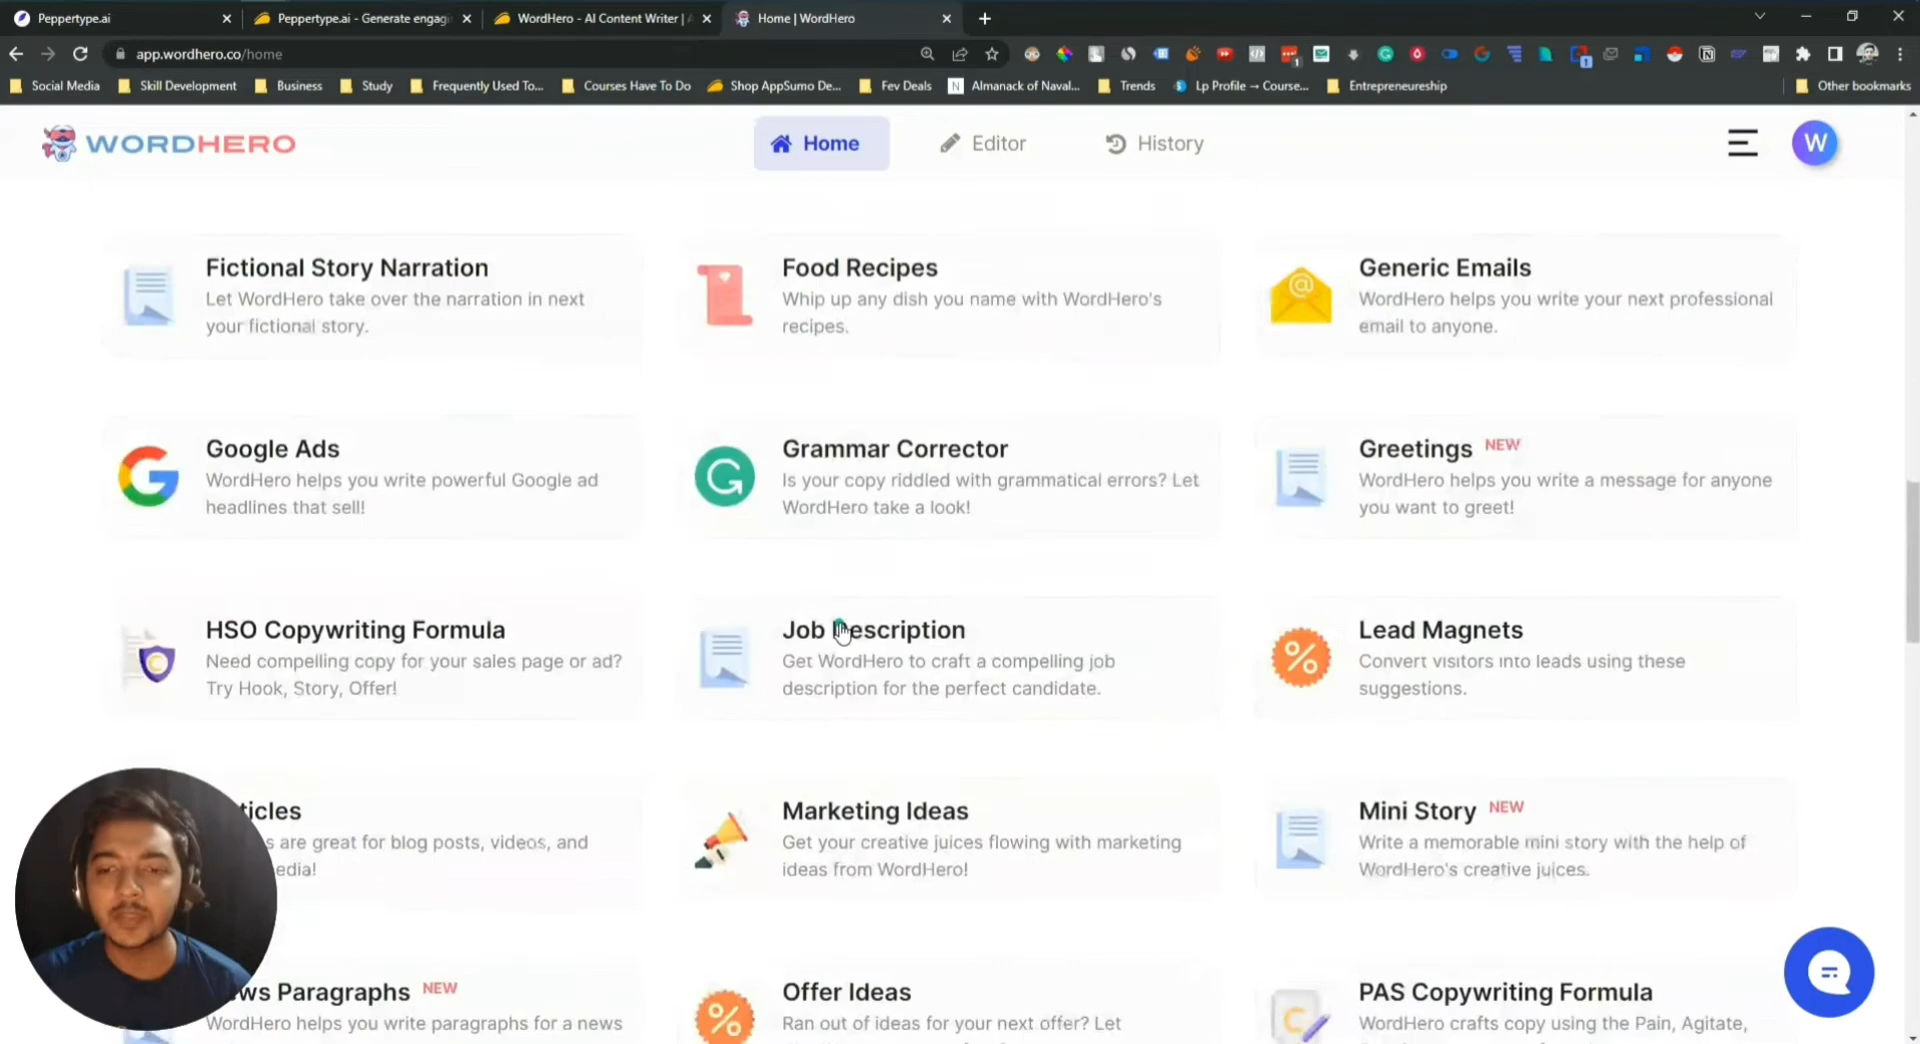 Peppertype.ai
Peppertype.ai - Generate engagi
WordHero - AI Content Writer | A
Home | WordHero
app.wordhero.co/home
Social Media
Skill Development
Business
Study
Frequently Used To...
Courses Have To Do
Shop AppSumo De...
Fev Deals
Almanack of Naval...
Trends
Lp Profile → Course...
Entrepreneureship
Other bookmarks
WORDHERO
Home
Editor
History
W
Fictional Story Narration
Let WordHero take over the narration in next
your fictional story.
Food Recipes
Whip up any dish you name with WordHero's
recipes.
Generic Emails
WordHero helps you write your next professional
email to anyone.
Google Ads
WordHero helps you write powerful Google ad
headlines that sell!
Grammar Corrector
Is your copy riddled with grammatical errors? Let
WordHero take a look!
Greetings NEW
WordHero helps you write a message for anyone
you want to greet!
HSO Copywriting Formula
Need compelling copy for your sales page or ad?
Try Hook, Story, Offer!
Job Description
Get WordHero to craft a compelling job
description for the perfect candidate.
Lead Magnets
Convert visitors into leads using these
suggestions.
ticles
s are great for blog posts, videos, and
edia!
Marketing Ideas
Get your creative juices flowing with marketing
ideas from WordHero!
Mini Story NEW
Write a memorable mini story with the help of
WordHero's creative juices.
ws Paragraphs NEW
WordHero helps you write paragraphs for a news
Offer Ideas
Ran out of ideas for your next offer? Let
PAS Copywriting Formula
WordHero crafts copy using the Pain, Agitate,